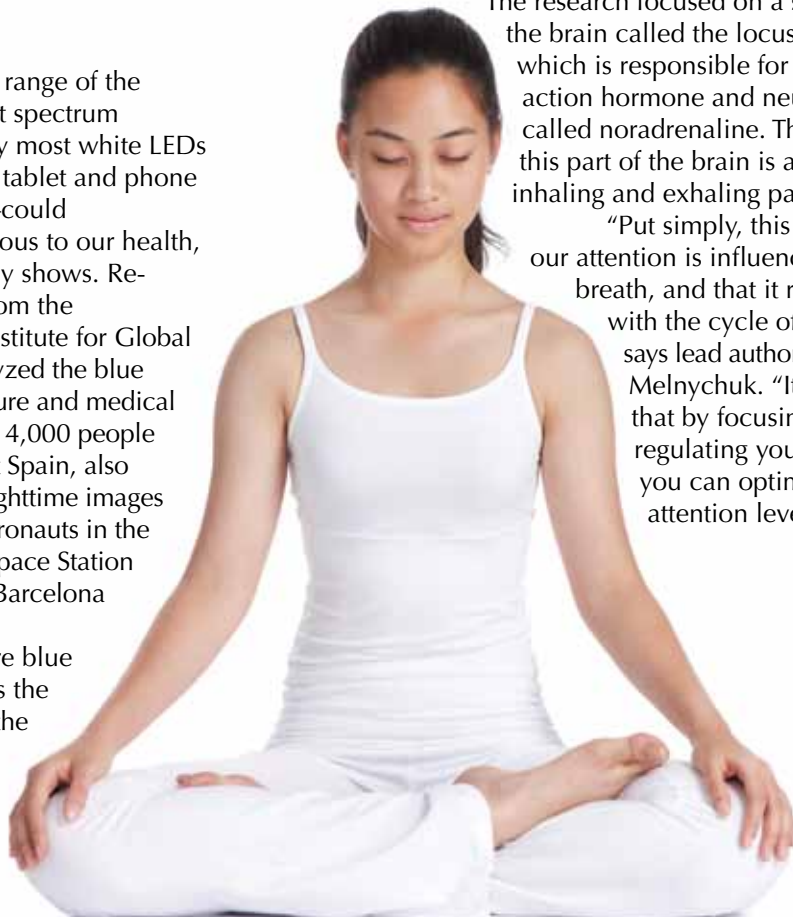 range of the
t spectrum
y most white LEDs
tablet and phone
could
ous to our health,
y shows. Re-
om the
stitute for Global
yzed the blue
ure and medical
4,000 people
Spain, also
ghttime images
ronauts in the
pace Station
Barcelona
e blue
s the
he
The research focused on a s
the brain called the locus
which is responsible for
action hormone and neu
called noradrenaline. Th
this part of the brain is a
inhaling and exhaling pa
“Put simply, this
our attention is influenc
breath, and that it r
with the cycle of
says lead autho
Melnychuk. “It
that by focusin
regulating you
you can optim
attention leve